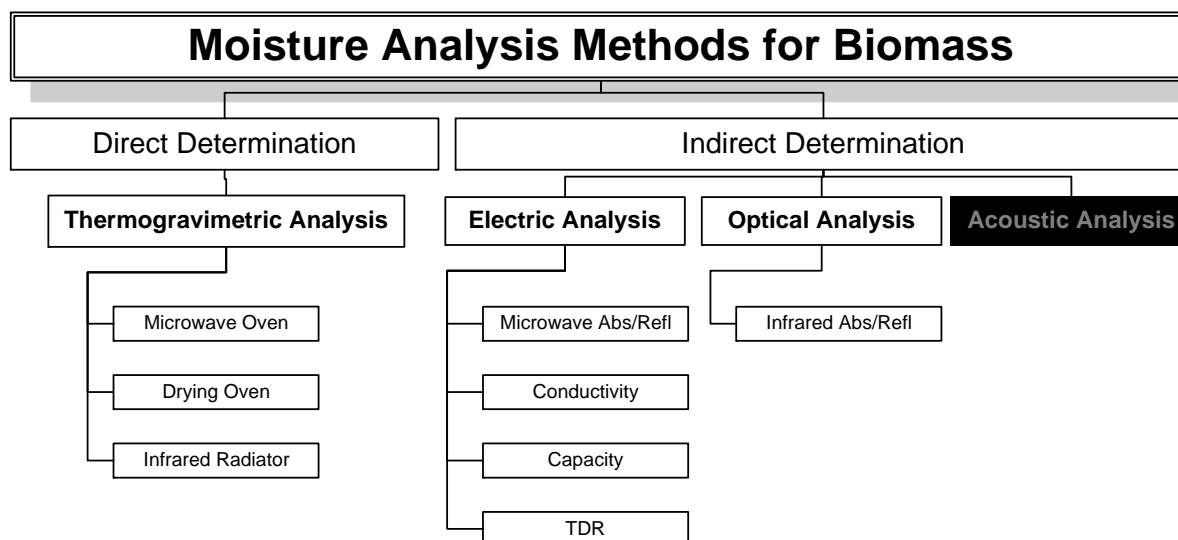 Moisture Analysis Methods for Biomass
Direct Determination
Indirect Determination
Thermogravimetric Analysis
Electric Analysis
Optical Analysis
Acoustic Analysis
Microwave Oven
Microwave Abs/Refl
Infrared Abs/Refl
Drying Oven
Conductivity
Infrared Radiator
Capacity
TDR